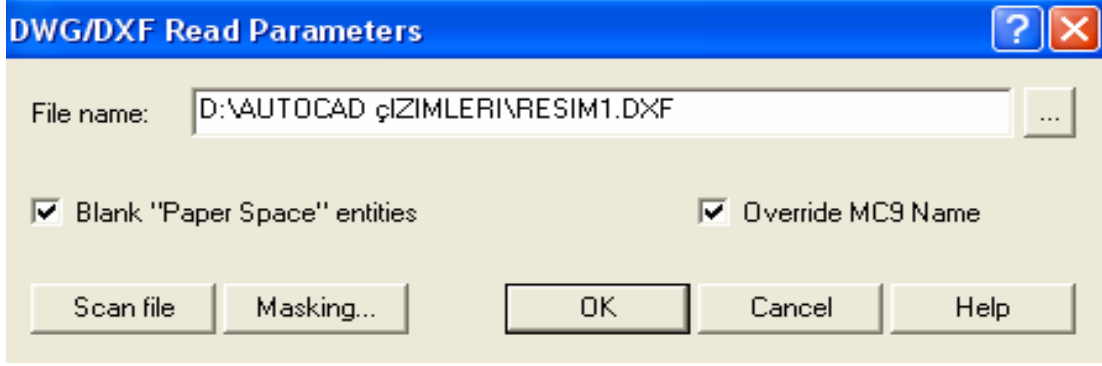 DWG/DXF Read Parameters
File name: D:\AUTOCAD çIZIMLERI\RESIM1.DXF ...
Blank "Paper Space" entities Override MC9 Name
Scan file Masking... OK Cancel Help